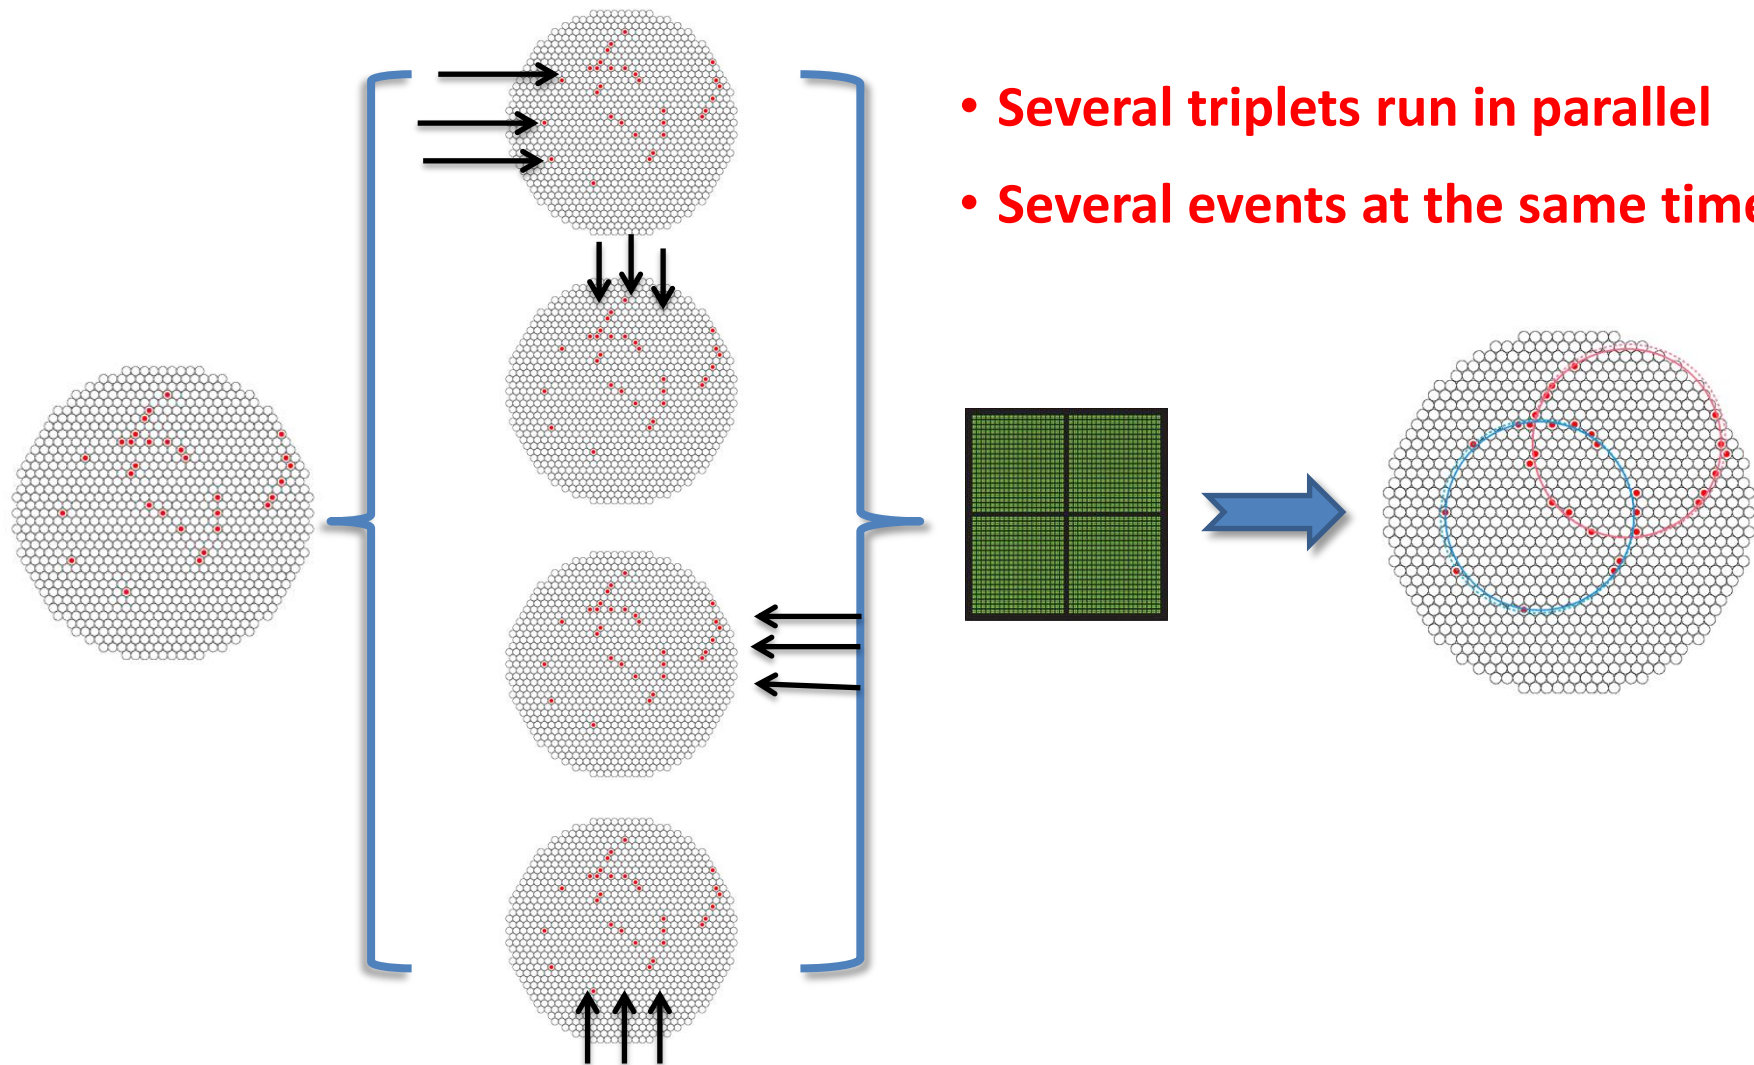 • Several triplets run in parallel
• Several events at the same time